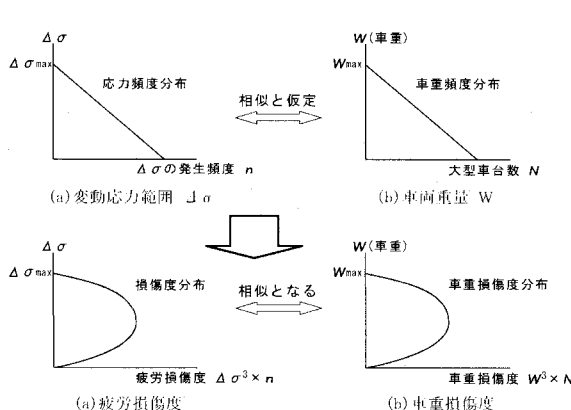 Δσ
Δσmax
応力頻度分布
Δσの発生頻度 n
(a)変動応力範囲 Δσ
相似と仮定
W(車重)
Wmax
車重頻度分布
大型車台数 N
(b)車両重量 W
Δσ
Δσmax
損傷度分布
疲労損傷度 Δσ³×n
(a)疲労損傷度
相似となる
W(車重)
Wmax
車重損傷度分布
車重損傷度 W³×N
(b)車重損傷度